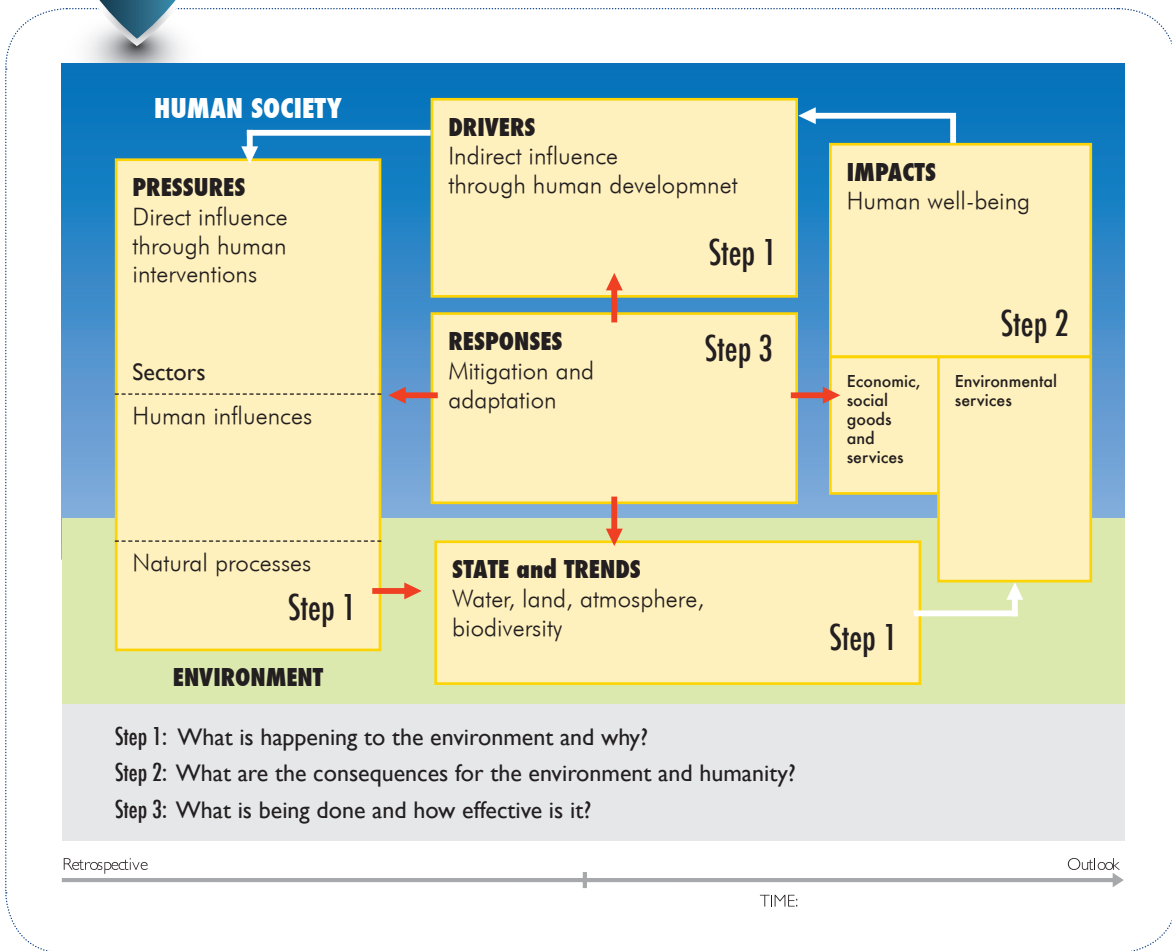 HUMAN SOCIETY
PRESSURES
Direct influence
through human
interventions
Sectors
Human influences
Natural processes
Step 1
DRIVERS
Indirect influence
through human developmnet
Step 1
RESPONSES
Step 3
Mitigation and
adaptation
IMPACTS
Human well-being
Step 2
Economic,
social
goods
and
services
Environmental
services
STATE and TRENDS
Water, land, atmosphere,
biodiversity
Step 1
ENVIRONMENT
Step 1: What is happening to the environment and why?
Step 2: What are the consequences for the environment and humanity?
Step 3: What is being done and how effective is it?
Retrospective
Outlook
TIME: